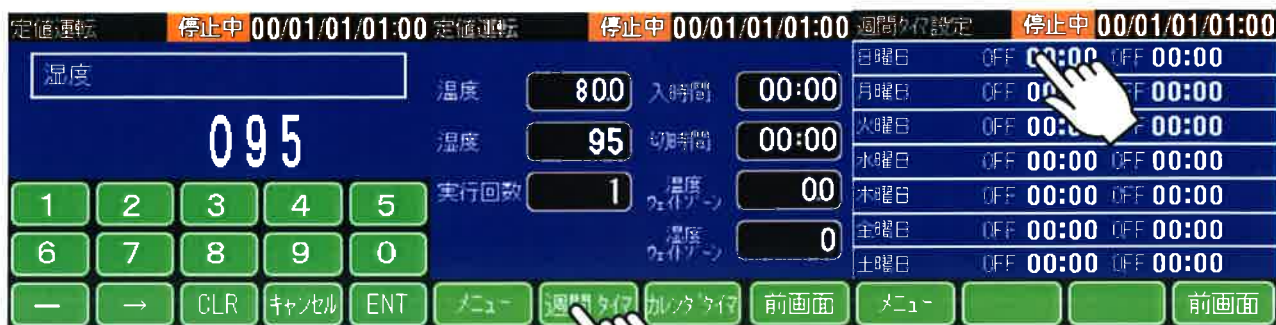 定値運転 停止中 00/01/01/01:00
湿度
095
1 2 3 4 5
6 7 8 9 0
— → CLR キャンセル ENT
定値運転 停止中 00/01/01/01:00
温度 80.0 入時間 00:00
湿度 95 切時間 00:00
実行回数 1 温度ウェイトゾーン 0.0
湿度ウェイトゾーン 0
メニュー 週間タイマ カレンダタイマ 前画面
週間タイマ設定 停止中 00/01/01/01:00
日曜日 OFF 00:00 OFF 00:00
月曜日 OFF 00:00
火曜日 OFF 00:00
水曜日 OFF 00:00 OFF 00:00
木曜日 OFF 00:00 OFF 00:00
金曜日 OFF 00:00 OFF 00:00
土曜日 OFF 00:00 OFF 00:00
メニュー 前画面